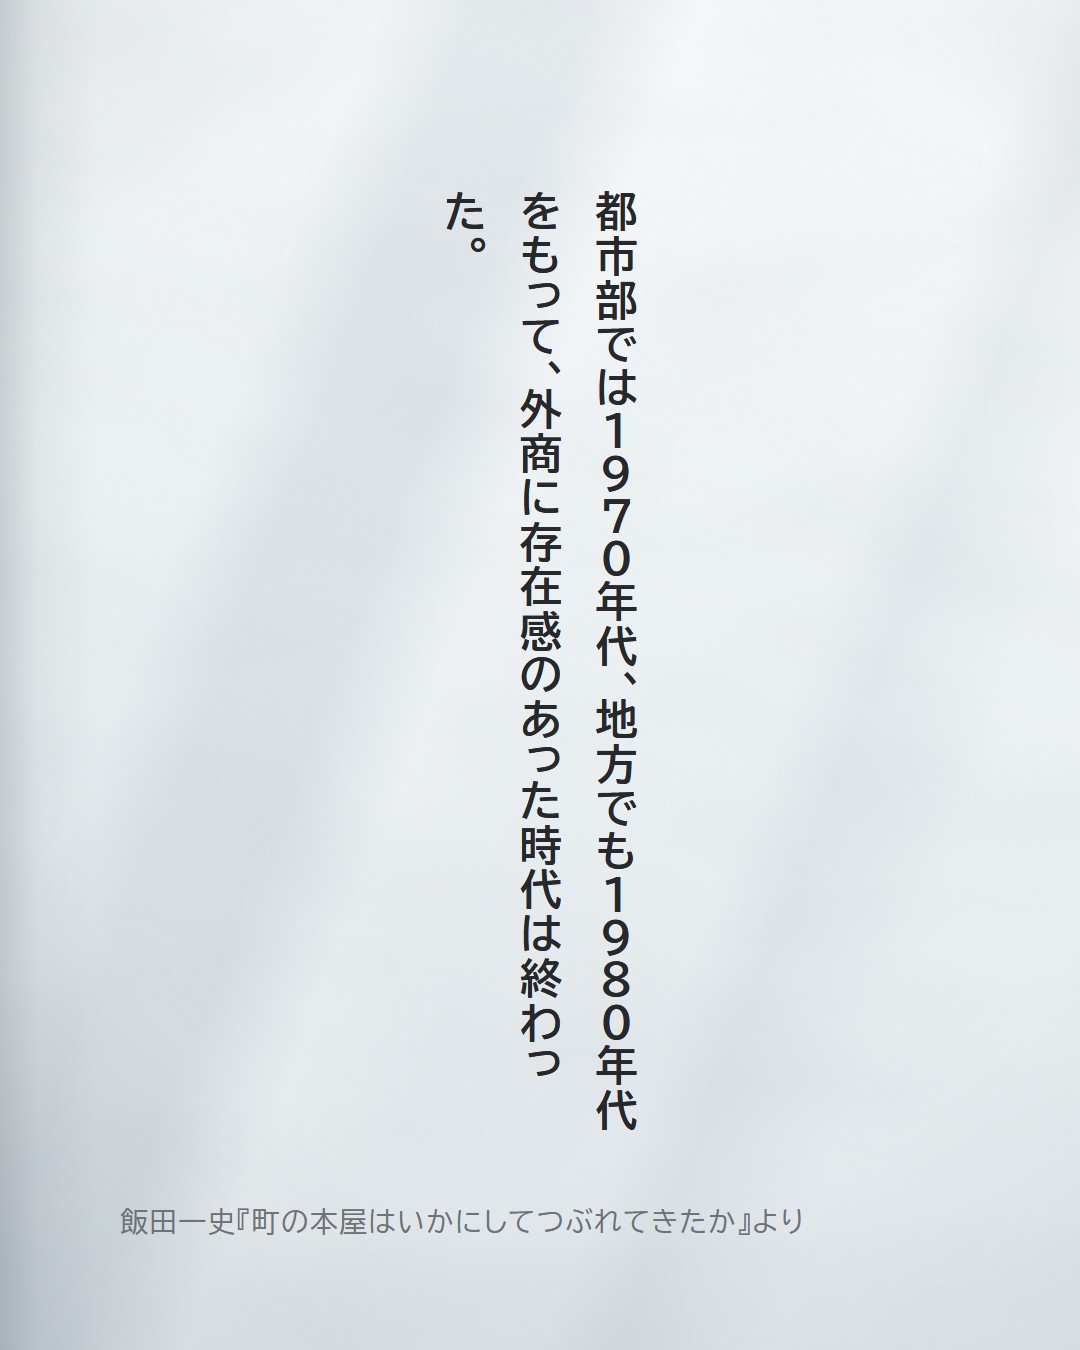 都市部では１９７０年代、地方でも１９８０年代
をもって、外商に存在感のあった時代は終わっ
た。
飯田一史『町の本屋はいかにしてつぶれてきたか』より